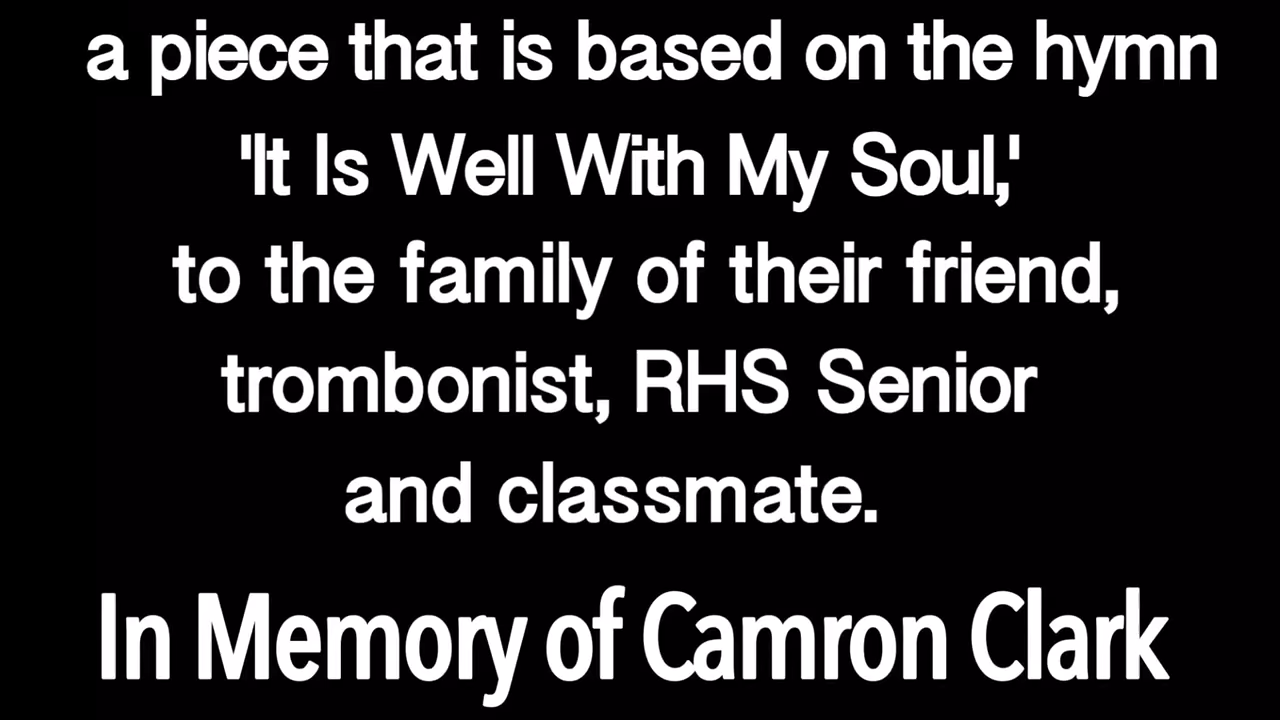 a piece that is based on the hymn
'It Is Well With My Soul,'
to the family of their friend,
trombonist, RHS Senior
and classmate.
In Memory of Camron Clark